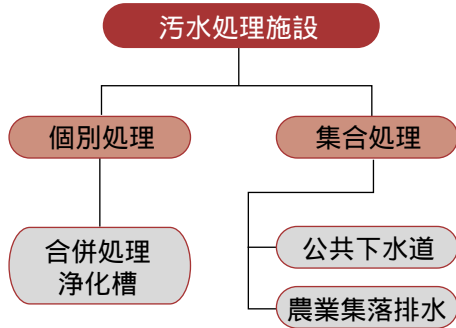 汚水処理施設
個別処理
集合処理
合併処理
浄化槽
公共下水道
農業集落排水